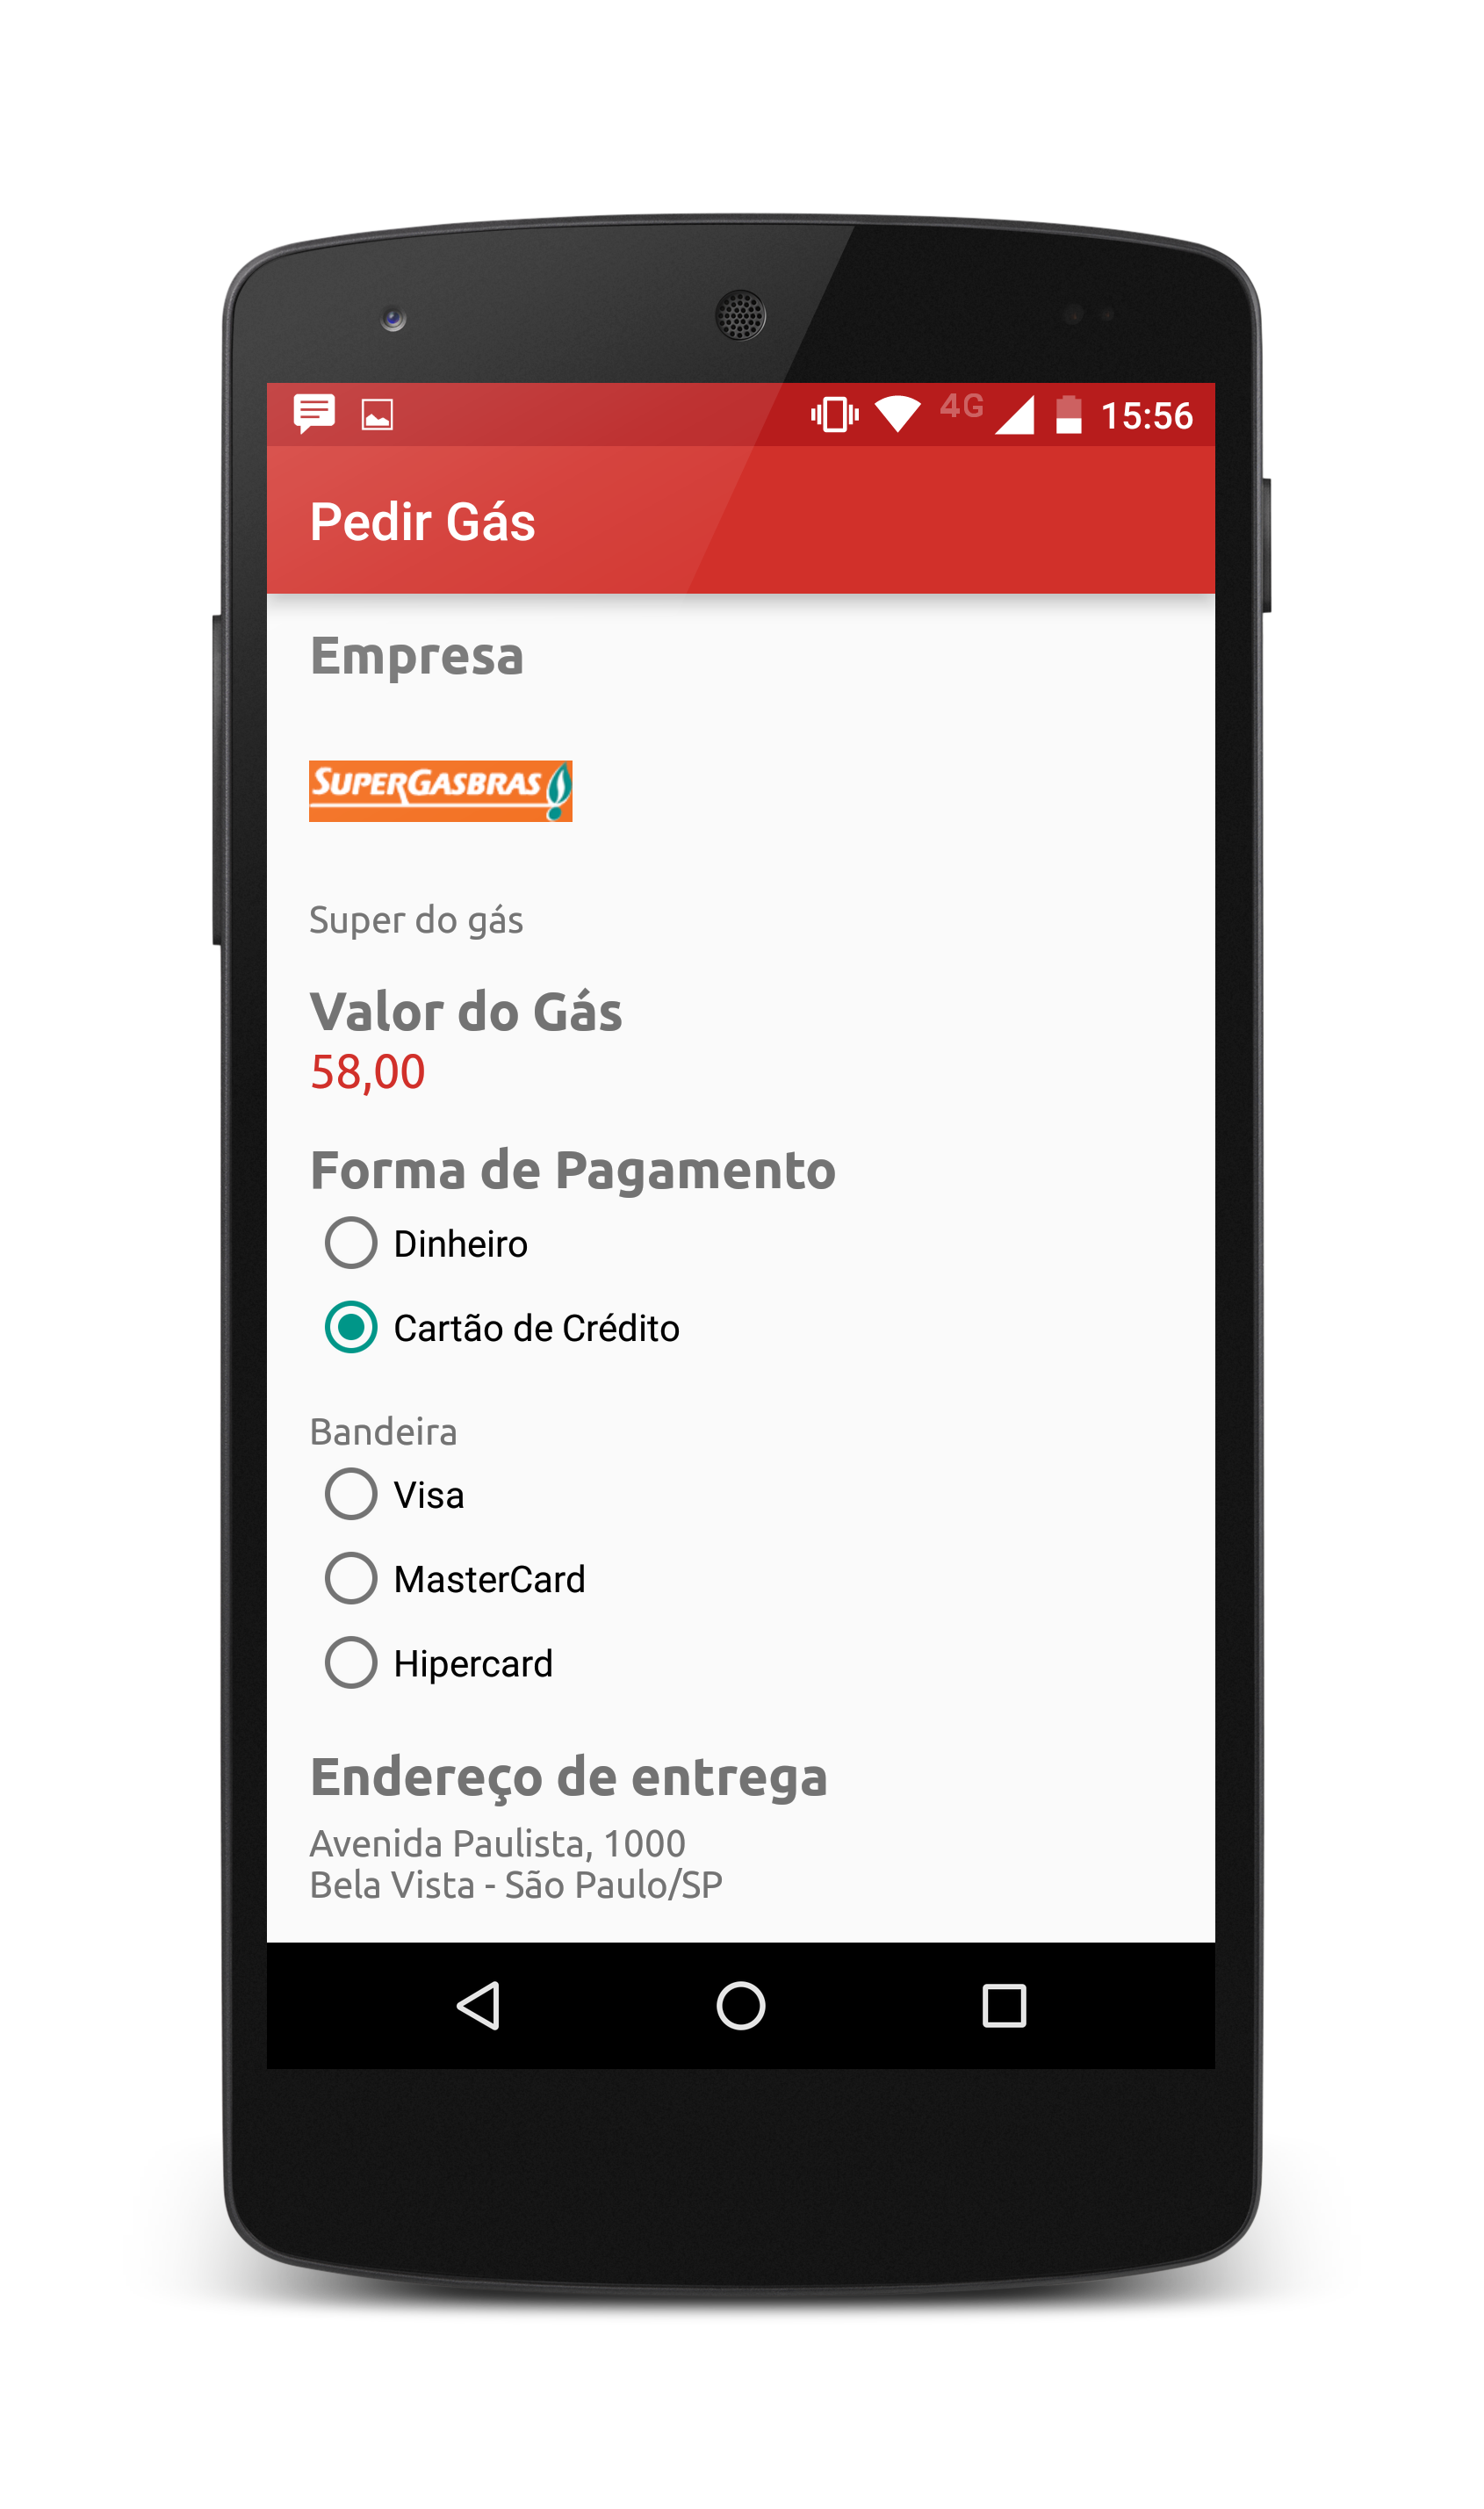 4G
15:56
Pedir Gás
Empresa
SUPERGASBRAS
Super do gás
Valor do Gás
58,00
Forma de Pagamento
Dinheiro
Cartão de Crédito
Bandeira
Visa
MasterCard
Hipercard
Endereço de entrega
Avenida Paulista, 1000
Bela Vista - São Paulo/SP